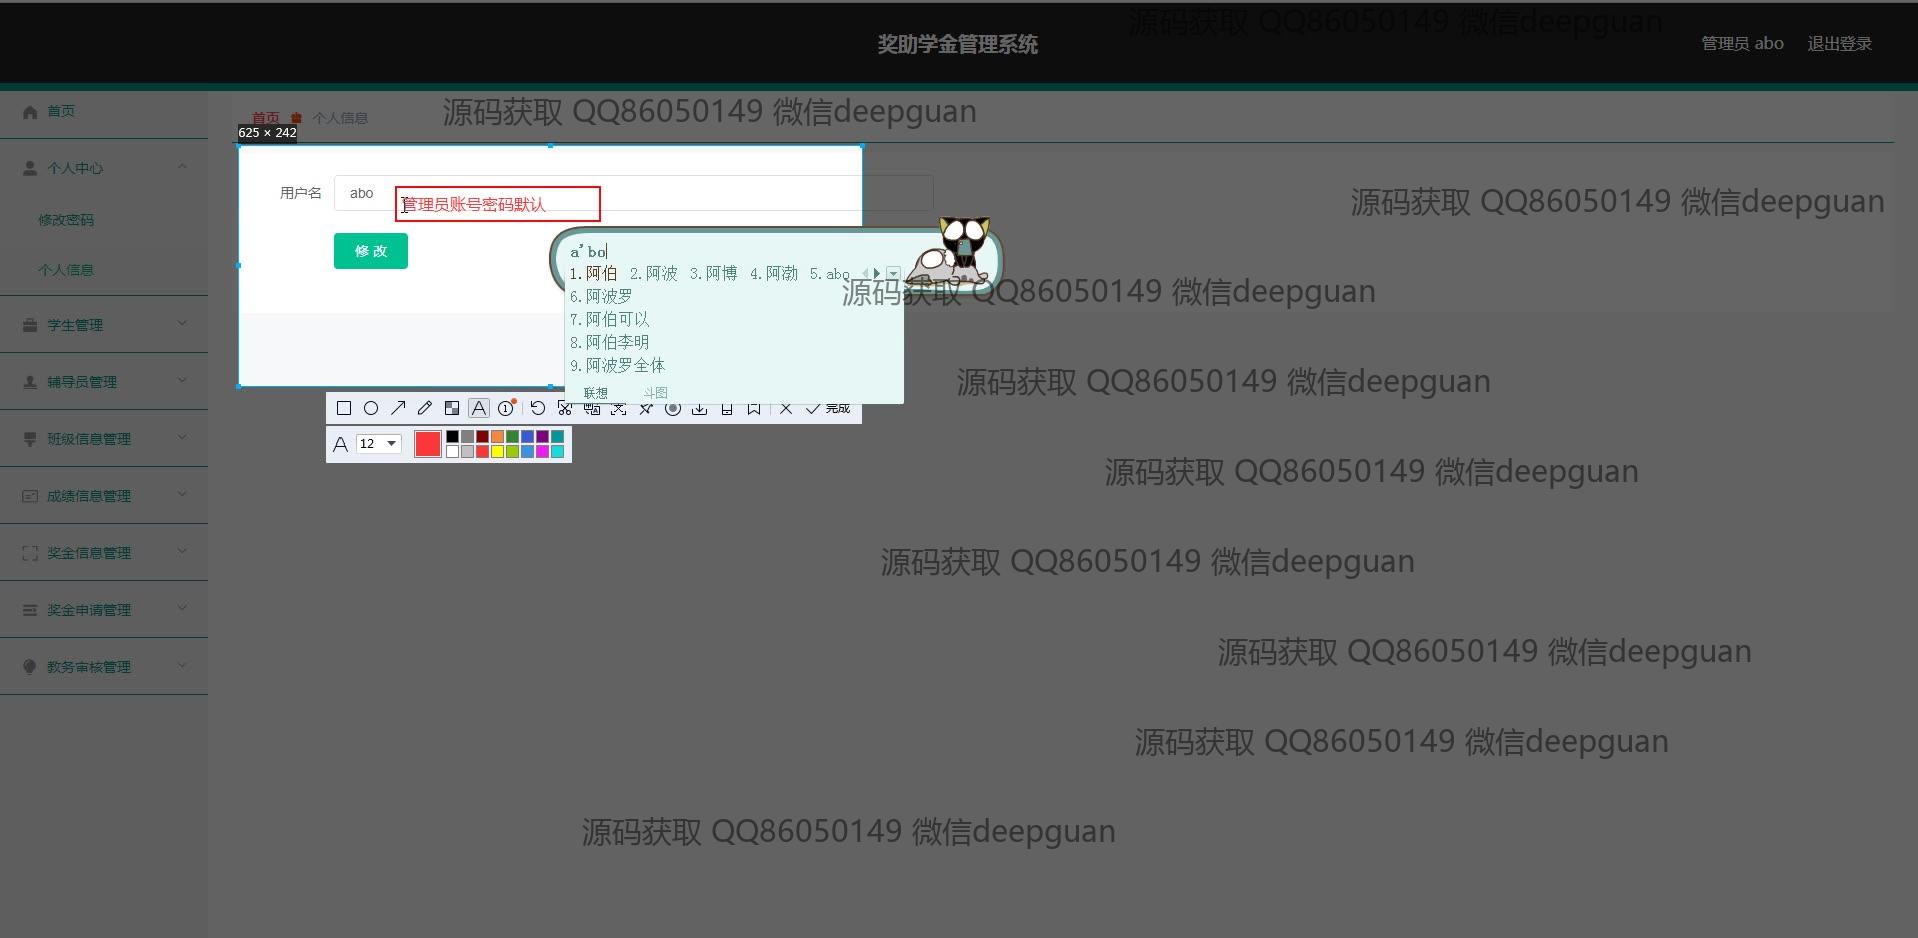 源码获取 QQ86050149 微信deepguan
奖助学金管理系统
管理员 abo
退出登录
首页
首页 个人信息
源码获取 QQ86050149 微信deepguan
625 × 242
个人中心
用户名
abo
管理员账号密码默认
源码获取 QQ86050149 微信deepguan
修改密码
修 改
a'bo
个人信息
1.阿伯 2.阿波 3.阿博 4.阿渤 5.abo
6.阿波罗
源码获取 QQ86050149 微信deepguan
学生管理
7.阿伯可以
8.阿伯李明
9.阿波罗全体
辅导员管理
源码获取 QQ86050149 微信deepguan
联想 斗图
完成
班级信息管理
A 12
源码获取 QQ86050149 微信deepguan
成绩信息管理
奖金信息管理
源码获取 QQ86050149 微信deepguan
奖金申请管理
教务审核管理
源码获取 QQ86050149 微信deepguan
源码获取 QQ86050149 微信deepguan
源码获取 QQ86050149 微信deepguan